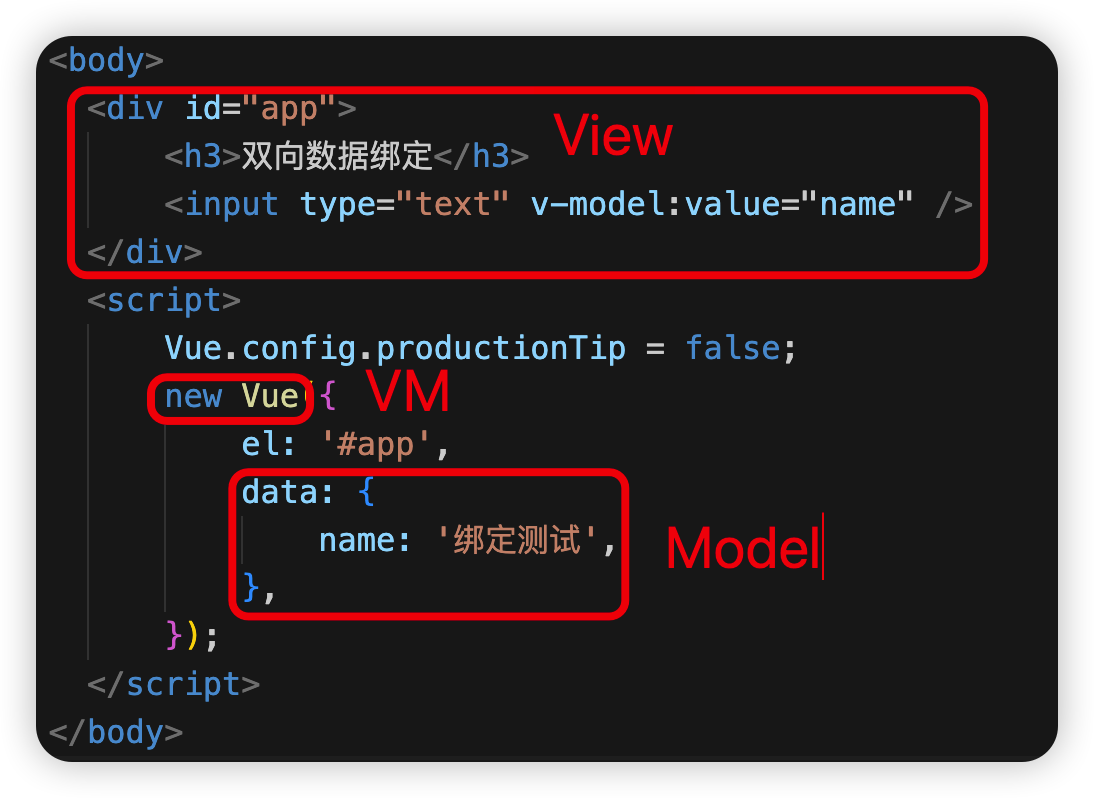 <body>
<div id="app"> View
<h3>双向数据绑定</h3>
<input type="text" v-model:value="name" />
</div>
<script>
Vue.config.productionTip = false;
new Vue({ VM
el: '#app',
data: {
name: '绑定测试',
Model
},
});
</script>
</body>